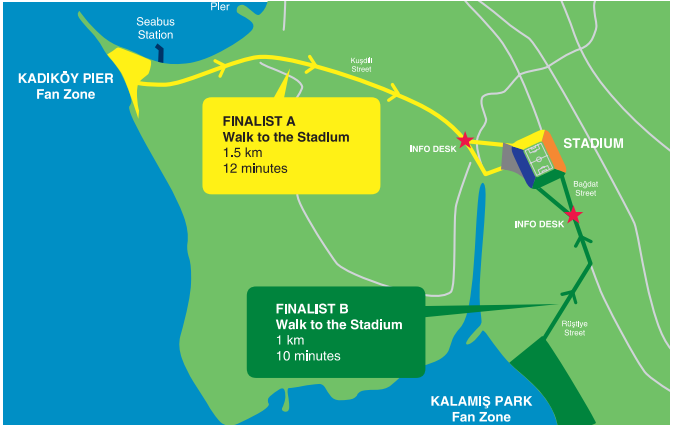 Pier
Seabus
Station
KADIKÖY PIER
Fan Zone
Kuşdili
Street
FINALIST A
Walk to the Stadium
1.5 km
12 minutes
INFO DESK
STADIUM
Bağdat
Street
INFO DESK
FINALIST B
Walk to the Stadium
1 km
10 minutes
Rüştiye
Street
KALAMIŞ PARK
Fan Zone